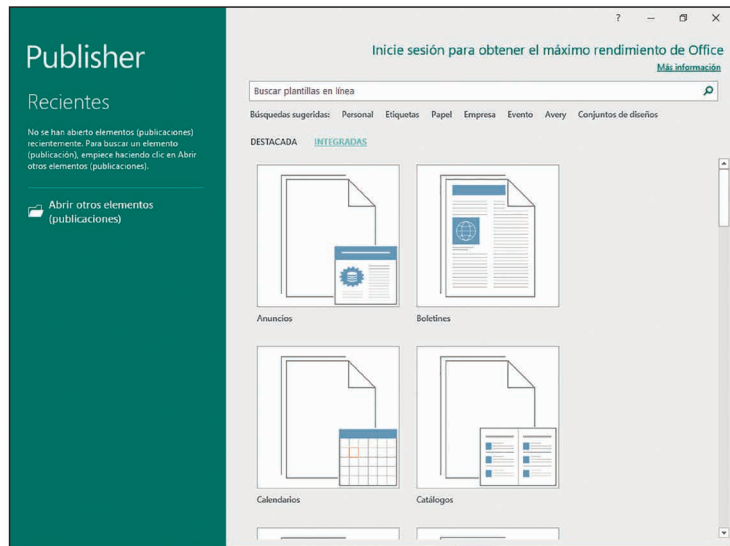 ?
Publisher
Inicie sesión para obtener el máximo rendimiento de Office
Más información
Recientes
No se han abierto elementos (publicaciones)
recientemente. Para buscar un elemento
(publicación), empiece haciendo clic en Abrir
otros elementos (publicaciones).
Abrir otros elementos
(publicaciones)
Buscar plantillas en línea
Búsquedas sugeridas: Personal Etiquetas Papel Empresa Evento Avery Conjuntos de diseños
DESTACADA INTEGRADAS
Anuncios Boletines
Calendarios Catálogos